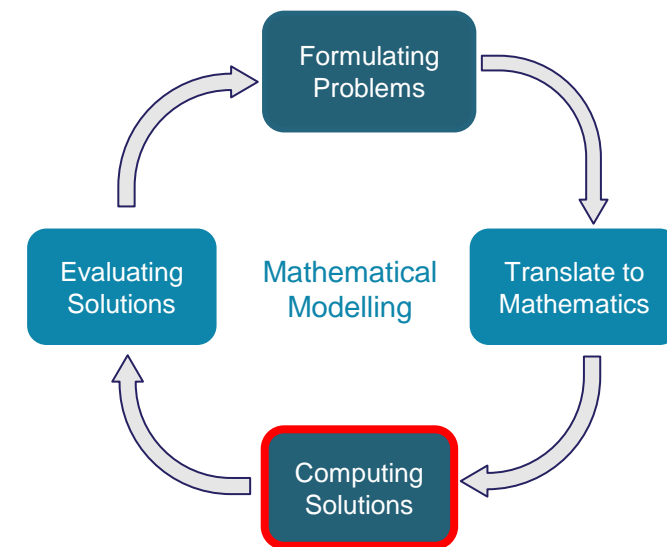 Formulating
Problems
Evaluating
Solutions
Mathematical
Modelling
Translate to
Mathematics
Computing
Solutions